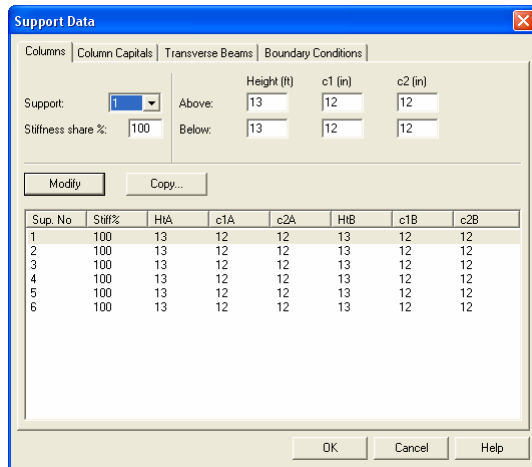 Support Data
Columns Column Capitals Transverse Beams Boundary Conditions
Height (ft) c1 (in) c2 (in)
Support: 1 Above: 13 12 12
Stiffness share %: 100 Below: 13 12 12
Modify Copy...
Sup. No Stiff% HtA c1A c2A HtB c1B c2B
1 100 13 12 12 13 12 12
2 100 13 12 12 13 12 12
3 100 13 12 12 13 12 12
4 100 13 12 12 13 12 12
5 100 13 12 12 13 12 12
6 100 13 12 12 13 12 12
OK Cancel Help